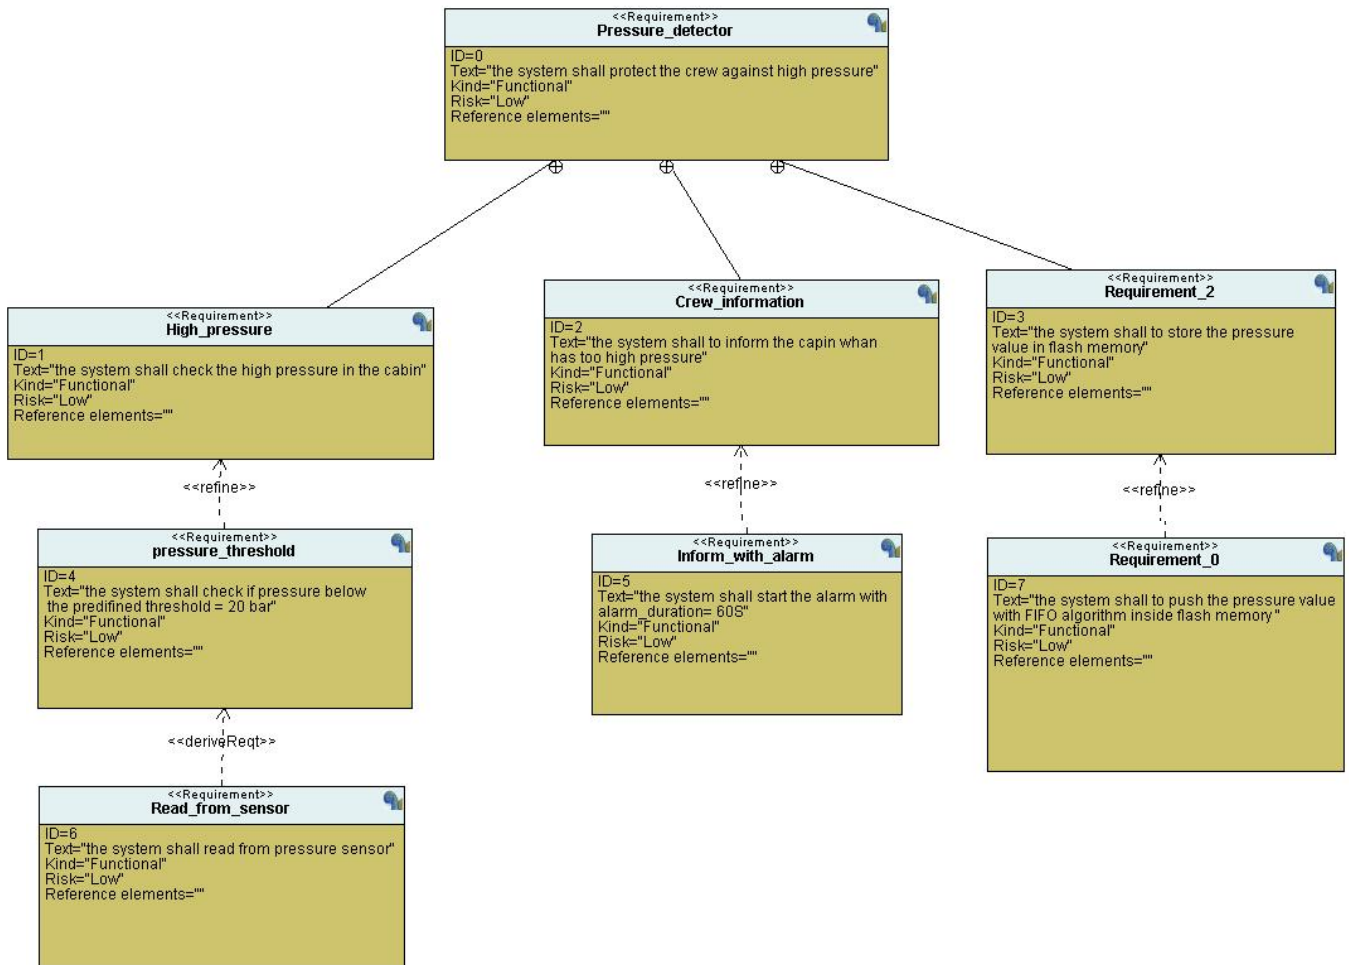 <<Requirement>>
Pressure_detector
ID=0
Text="the system shall protect the crew against high pressure"
Kind="Functional"
Risk="Low"
Reference elements=""
<<Requirement>>
High_pressure
ID=1
Text="the system shall check the high pressure in the cabin"
Kind="Functional"
Risk="Low"
Reference elements=""
<<Requirement>>
Crew_information
ID=2
Text="the system shall to inform the capin whan
has too high pressure"
Kind="Functional"
Risk="Low"
Reference elements=""
<<Requirement>>
Requirement_2
ID=3
Text="the system shall to store the pressure
value in flash memory"
Kind="Functional"
Risk="Low"
Reference elements=""
<<refine>>
<<refine>>
<<refine>>
<<Requirement>>
pressure_threshold
ID=4
Text="the system shall check if pressure below
the predifined threshold = 20 bar"
Kind="Functional"
Risk="Low"
Reference elements=""
<<Requirement>>
Inform_with_alarm
ID=5
Text="the system shall start the alarm with
alarm_duration= 60S"
Kind="Functional"
Risk="Low"
Reference elements=""
<<Requirement>>
Requirement_0
ID=7
Text="the system shall to push the pressure value
with FIFO algorithm inside flash memory "
Kind="Functional"
Risk="Low"
Reference elements=""
<<deriveReqt>>
<<Requirement>>
Read_from_sensor
ID=6
Text="the system shall read from pressure sensor"
Kind="Functional"
Risk="Low"
Reference elements=""